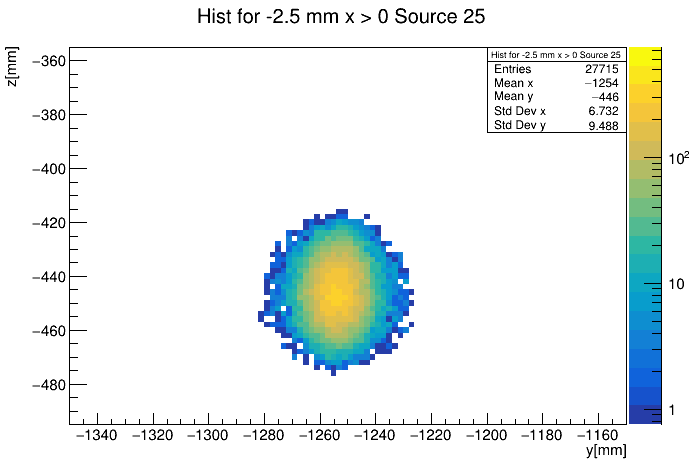 Hist for -2.5 mm x > 0 Source 25
z[mm]
Hist for -2.5 mm x > 0 Source 25
Entries 27715
Mean x −1254
Mean y −446
Std Dev x 6.732
Std Dev y 9.488
−360
−380
−400
−420
−440
−460
−480
10²
10
1
−1340 −1320 −1300 −1280 −1260 −1240 −1220 −1200 −1180 −1160
y[mm]